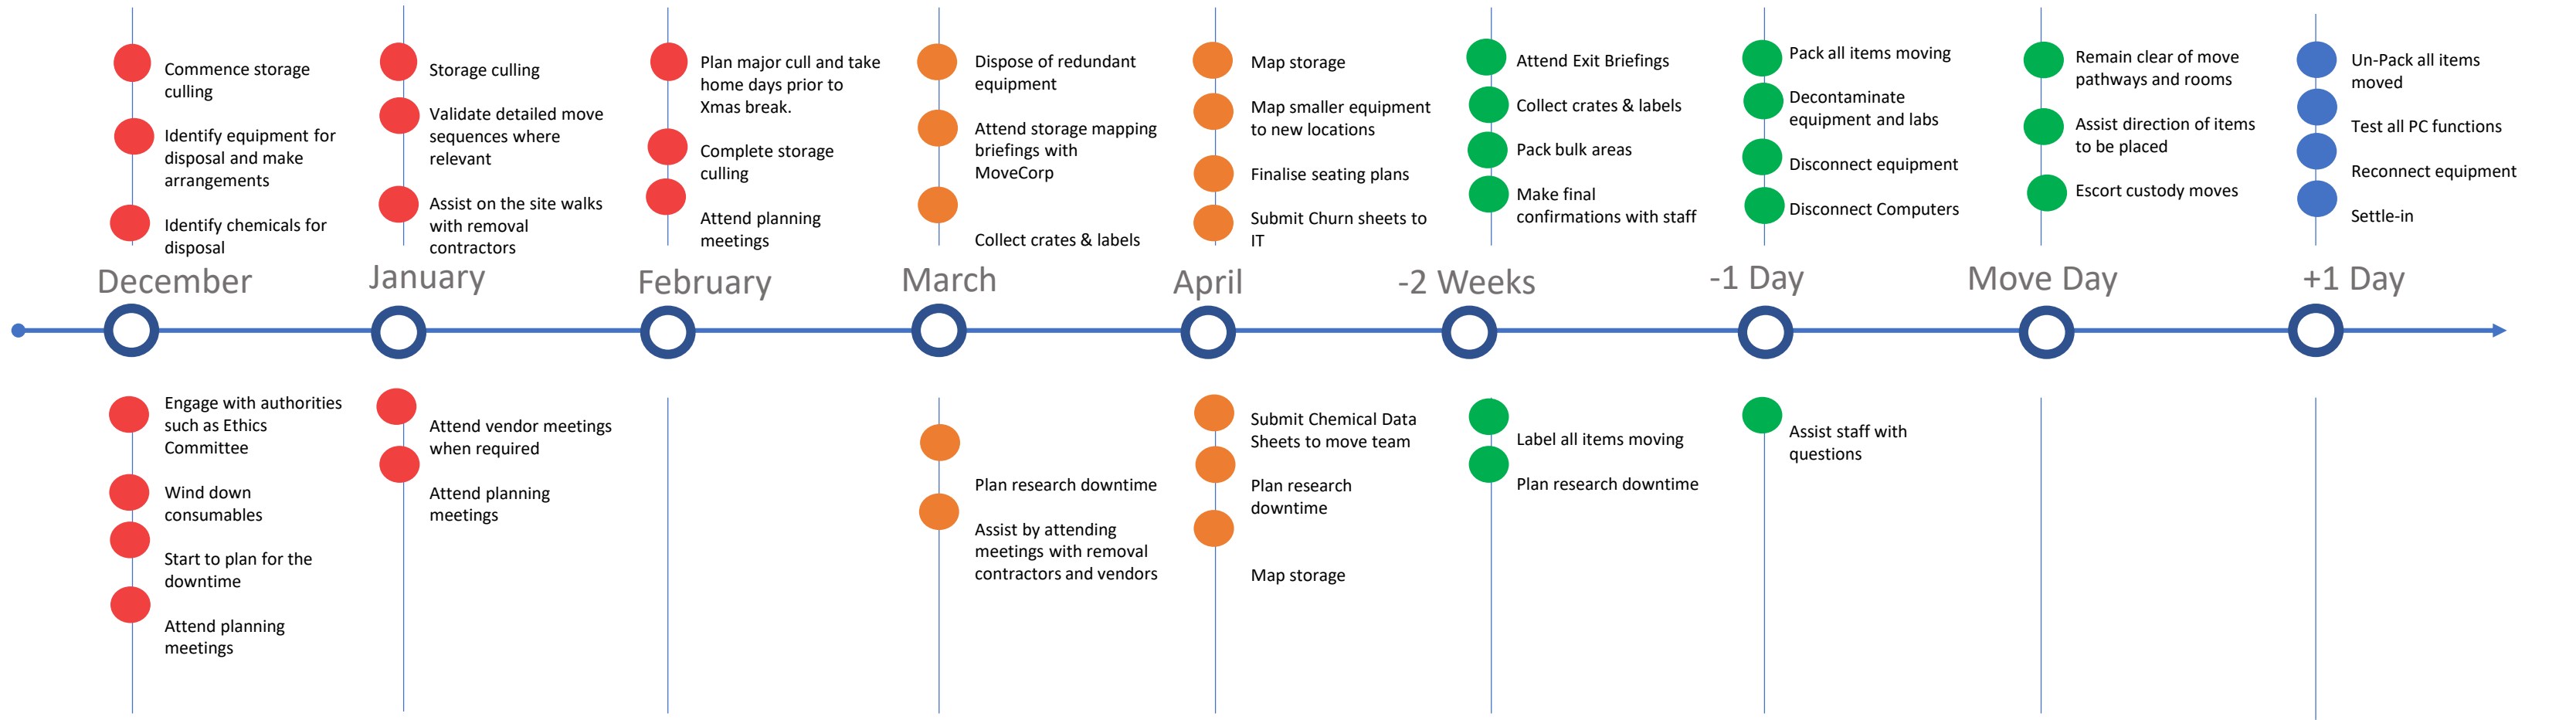 Commence storage
culling
Identify equipment for
disposal and make
arrangements
Identify chemicals for
disposal
Storage culling
Validate detailed move
sequences where
relevant
Assist on the site walks
with removal
contractors
Plan major cull and take
home days prior to
Xmas break.
Complete storage
culling
Attend planning
meetings
Dispose of redundant
equipment
Attend storage mapping
briefings with
MoveCorp
Collect crates & labels
Map storage
Map smaller equipment
to new locations
Finalise seating plans
Submit Churn sheets to
IT
Attend Exit Briefings
Collect crates & labels
Pack bulk areas
Make final
confirmations with staff
Pack all items moving
Decontaminate
equipment and labs
Disconnect equipment
Disconnect Computers
Remain clear of move
pathways and rooms
Assist direction of items
to be placed
Escort custody moves
Un-Pack all items
moved
Test all PC functions
Reconnect equipment
Settle-in
December
January
February
March
April
-2 Weeks
-1 Day
Move Day
+1 Day
Engage with authorities
such as Ethics
Committee
Wind down
consumables
Start to plan for the
downtime
Attend planning
meetings
Attend vendor meetings
when required
Attend planning
meetings
Plan research downtime
Assist by attending
meetings with removal
contractors and vendors
Submit Chemical Data
Sheets to move team
Plan research
downtime
Map storage
Label all items moving
Plan research downtime
Assist staff with
questions